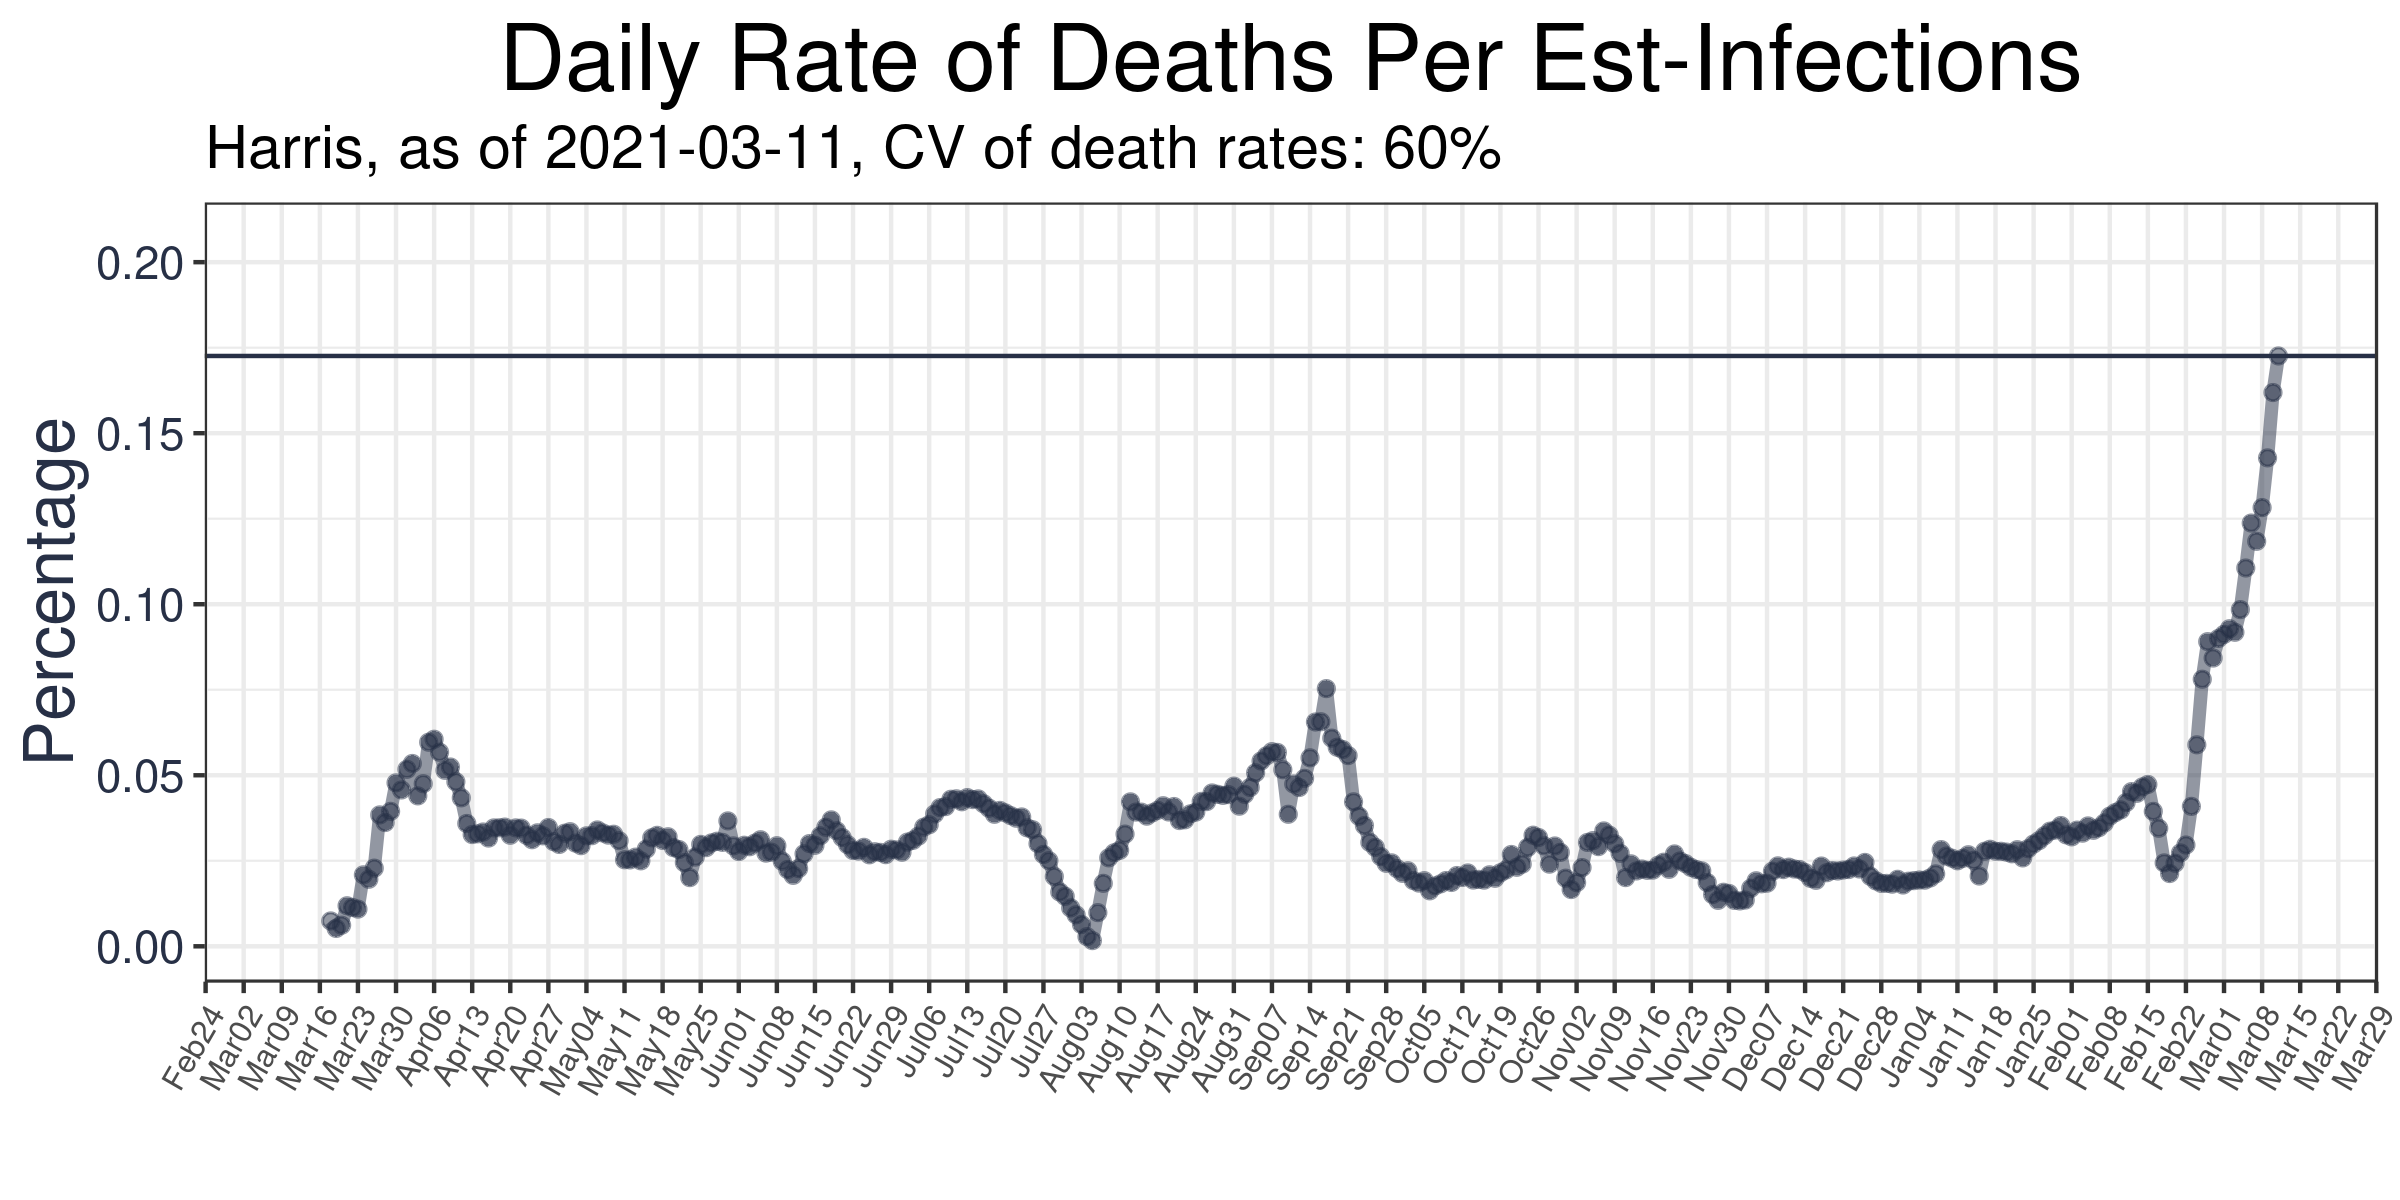 Daily Rate of Deaths Per Est-Infections
Harris, as of 2021-03-11, CV of death rates: 60%
Percentage
0.20
0.15
0.10
0.05
0.00
Feb24
Mar02
Mar09
Mar16
Mar23
Mar30
Apr06
Apr13
Apr20
Apr27
May04
May11
May18
May25
Jun01
Jun08
Jun15
Jun22
Jun29
Jul06
Jul13
Jul20
Jul27
Aug03
Aug10
Aug17
Aug24
Aug31
Sep07
Sep14
Sep21
Sep28
Oct05
Oct12
Oct19
Oct26
Nov02
Nov09
Nov16
Nov23
Nov30
Dec07
Dec14
Dec21
Dec28
Jan04
Jan11
Jan18
Jan25
Feb01
Feb08
Feb15
Feb22
Mar01
Mar08
Mar15
Mar22
Mar29